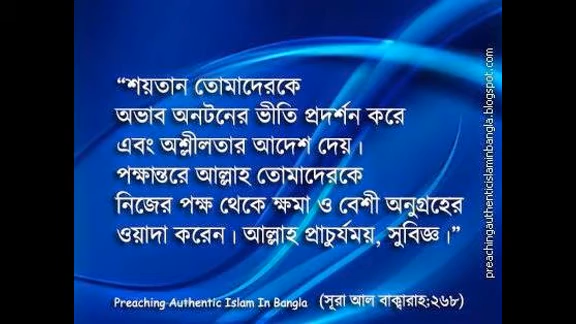 “শয়তান তোমাদেরকে
অভাব অনটনের ভীতি প্রদর্শন করে
এবং অশ্লীলতার আদেশ দেয়।
পক্ষান্তরে আল্লাহ তোমাদেরকে
নিজের পক্ষ থেকে ক্ষমা ও বেশী অনুগ্রহের
ওয়াদা করেন। আল্লাহ প্রাচুর্যময়, সুবিজ্ঞ।”
Preaching Authentic Islam In Bangla (সূরা আল বাক্বারাহ:২৬৮)
preachingauthenticislaminbangla.blogspot.com